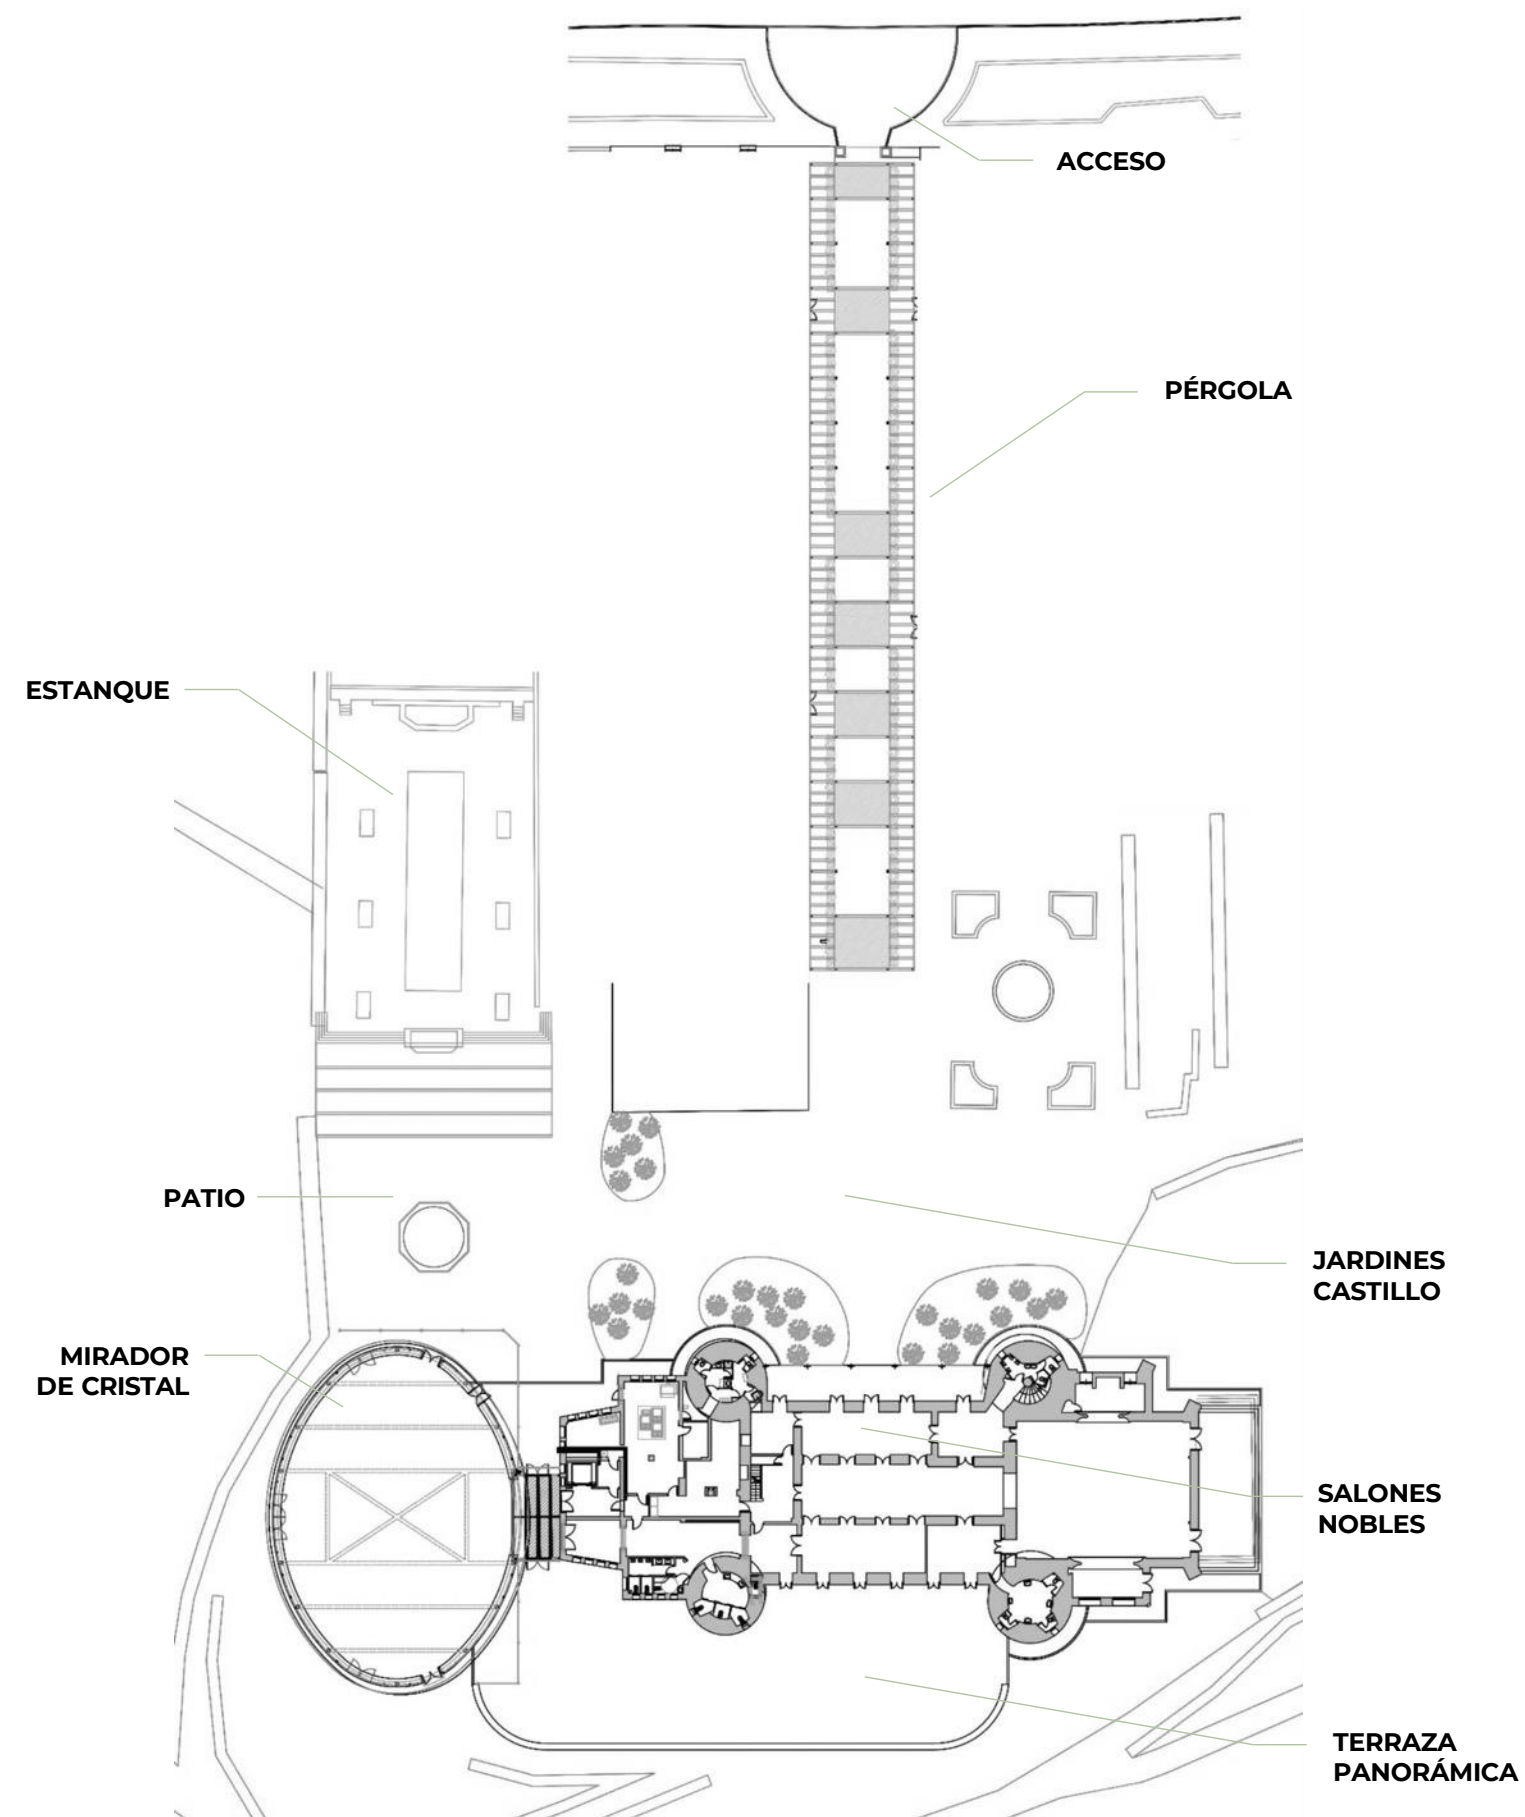 ACCESO
PÉRGOLA
ESTANQUE
PATIO
JARDINES
CASTILLO
MIRADOR
DE CRISTAL
SALONES
NOBLES
TERRAZA
PANORÁMICA